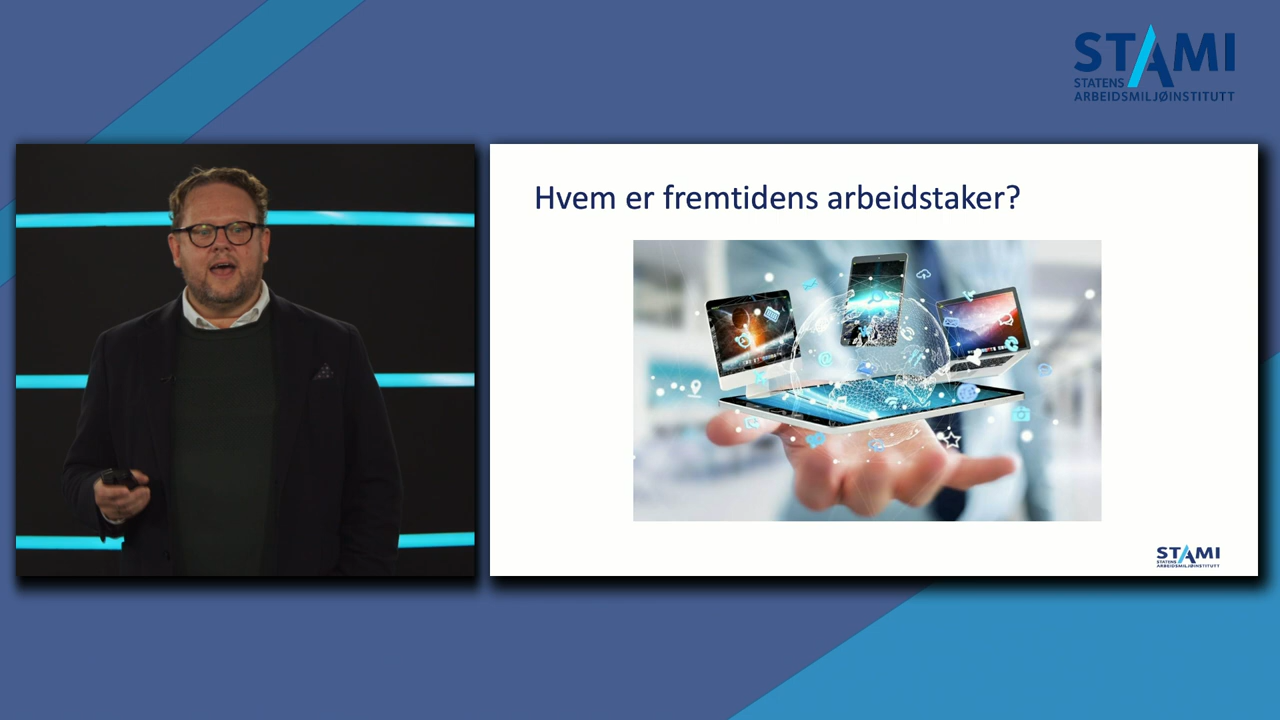 STAMI
STATENS
ARBEIDSMILJØINSTITUTT
Hvem er fremtidens arbeidstaker?
STAMI
STATENS
ARBEIDSMILJØINSTITUTT